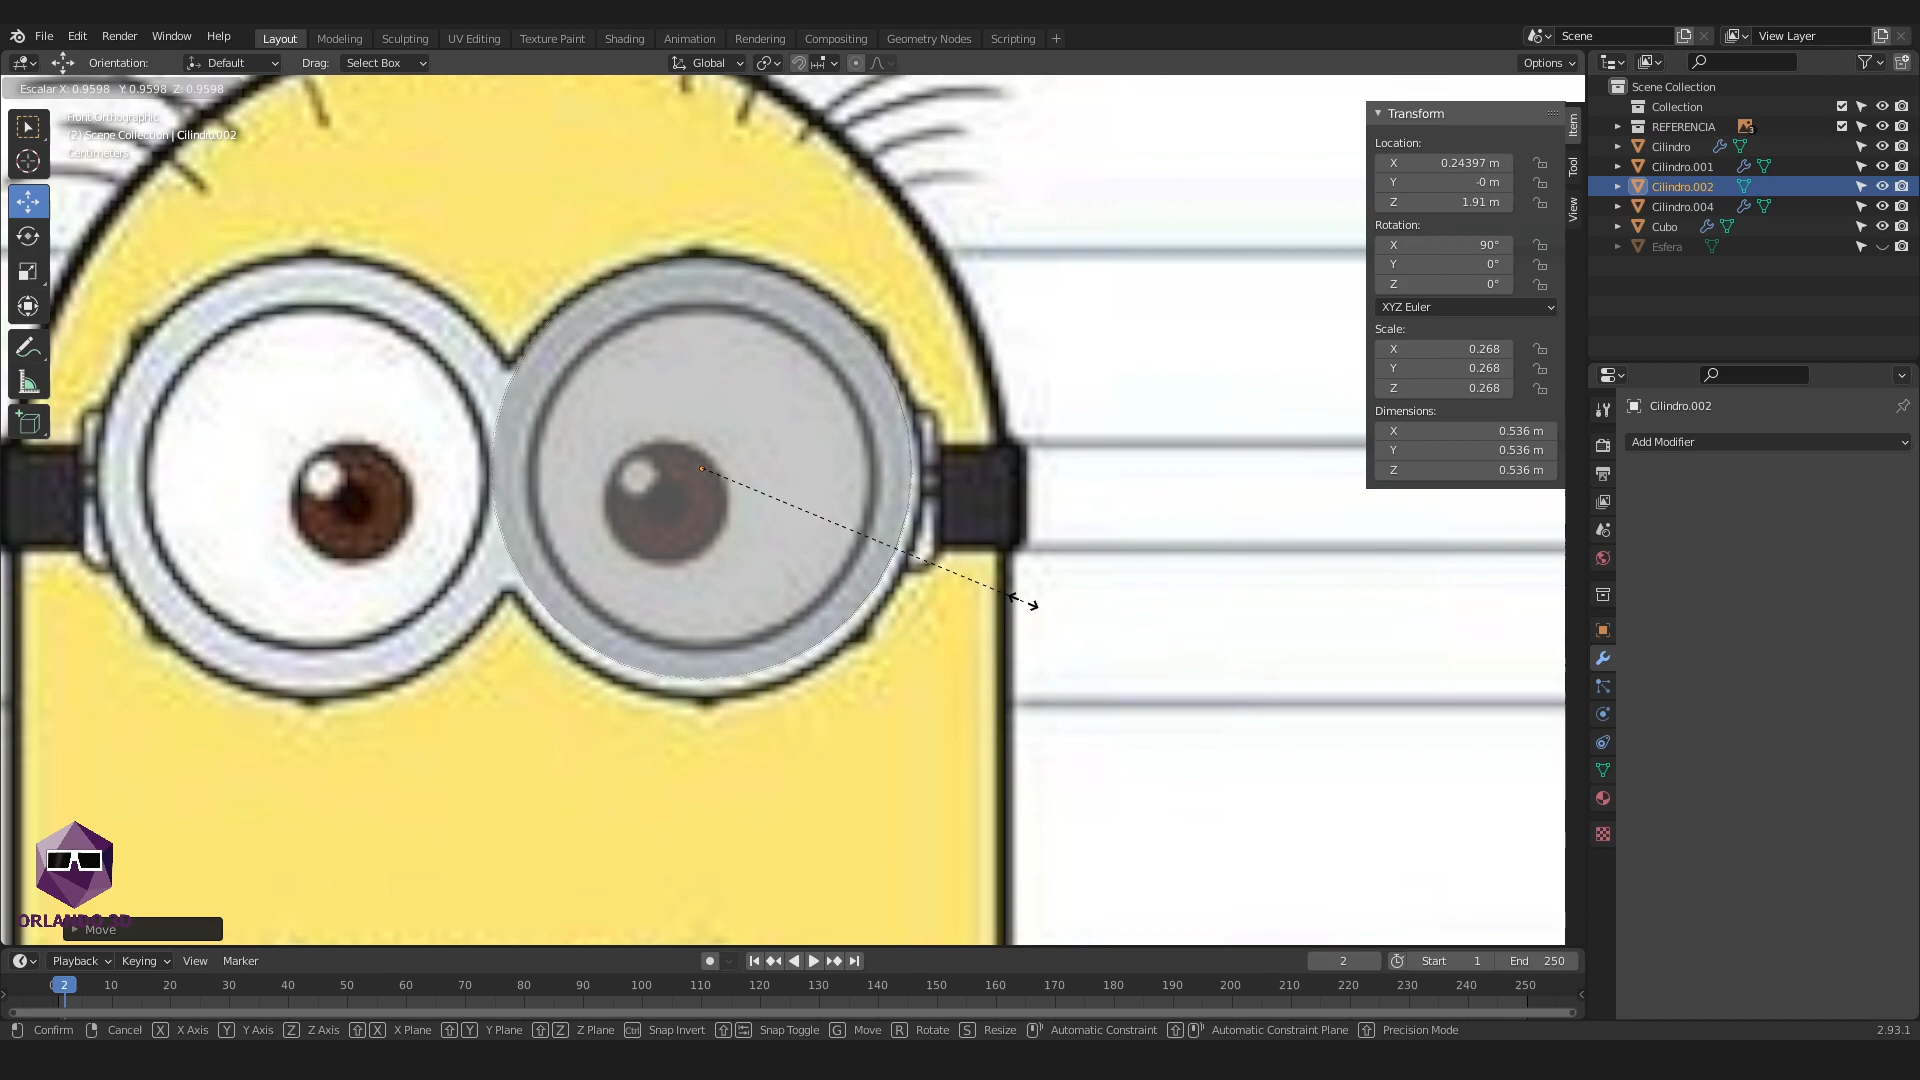 File Edit Render Window Help
Layout Modeling Sculpting UV Editing Texture Paint Shading Animation Rendering Compositing Geometry Nodes Scripting +
Scene
View Layer
Orientation: Default Drag: Select Box
Global
Options
Escalar X: 0.9598 Y: 0.9598 Z: 0.9598
Front Orthographic
(2) Scene Collection | Cilindro.002
Centimeters
Transform
Location:
X 0.24397 m
Y -0 m
Z 1.91 m
Rotation:
X 90°
Y 0°
Z 0°
XYZ Euler
Scale:
X 0.268
Y 0.268
Z 0.268
Dimensions:
X 0.536 m
Y 0.536 m
Z 0.536 m
Item
Tool
View
Scene Collection
Collection
REFERENCIA 3
Cilindro
Cilindro.001
Cilindro.002
Cilindro.004
Cubo
Esfera
Cilindro.002
Add Modifier
ORLANDO 3D
Move
Playback Keying View Marker
2
Start 1 End 250
0 2 10 20 30 40 50 60 70 80 90 100 110 120 130 140 150 160 170 180 190 200 210 220 230 240 250
Confirm Cancel X X Axis Y Y Axis Z Z Axis X X Plane Y Y Plane Z Z Plane Ctrl Snap Invert Snap Toggle G Move R Rotate S Resize Automatic Constraint Automatic Constraint Plane Precision Mode
2.93.1